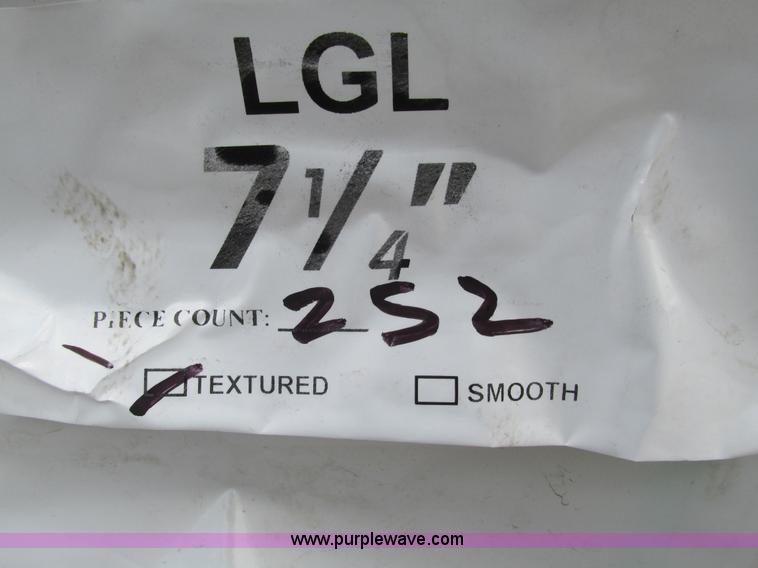 LGL
7 1/4"
PIECE COUNT: 252
TEXTURED SMOOTH
www.purplewave.com